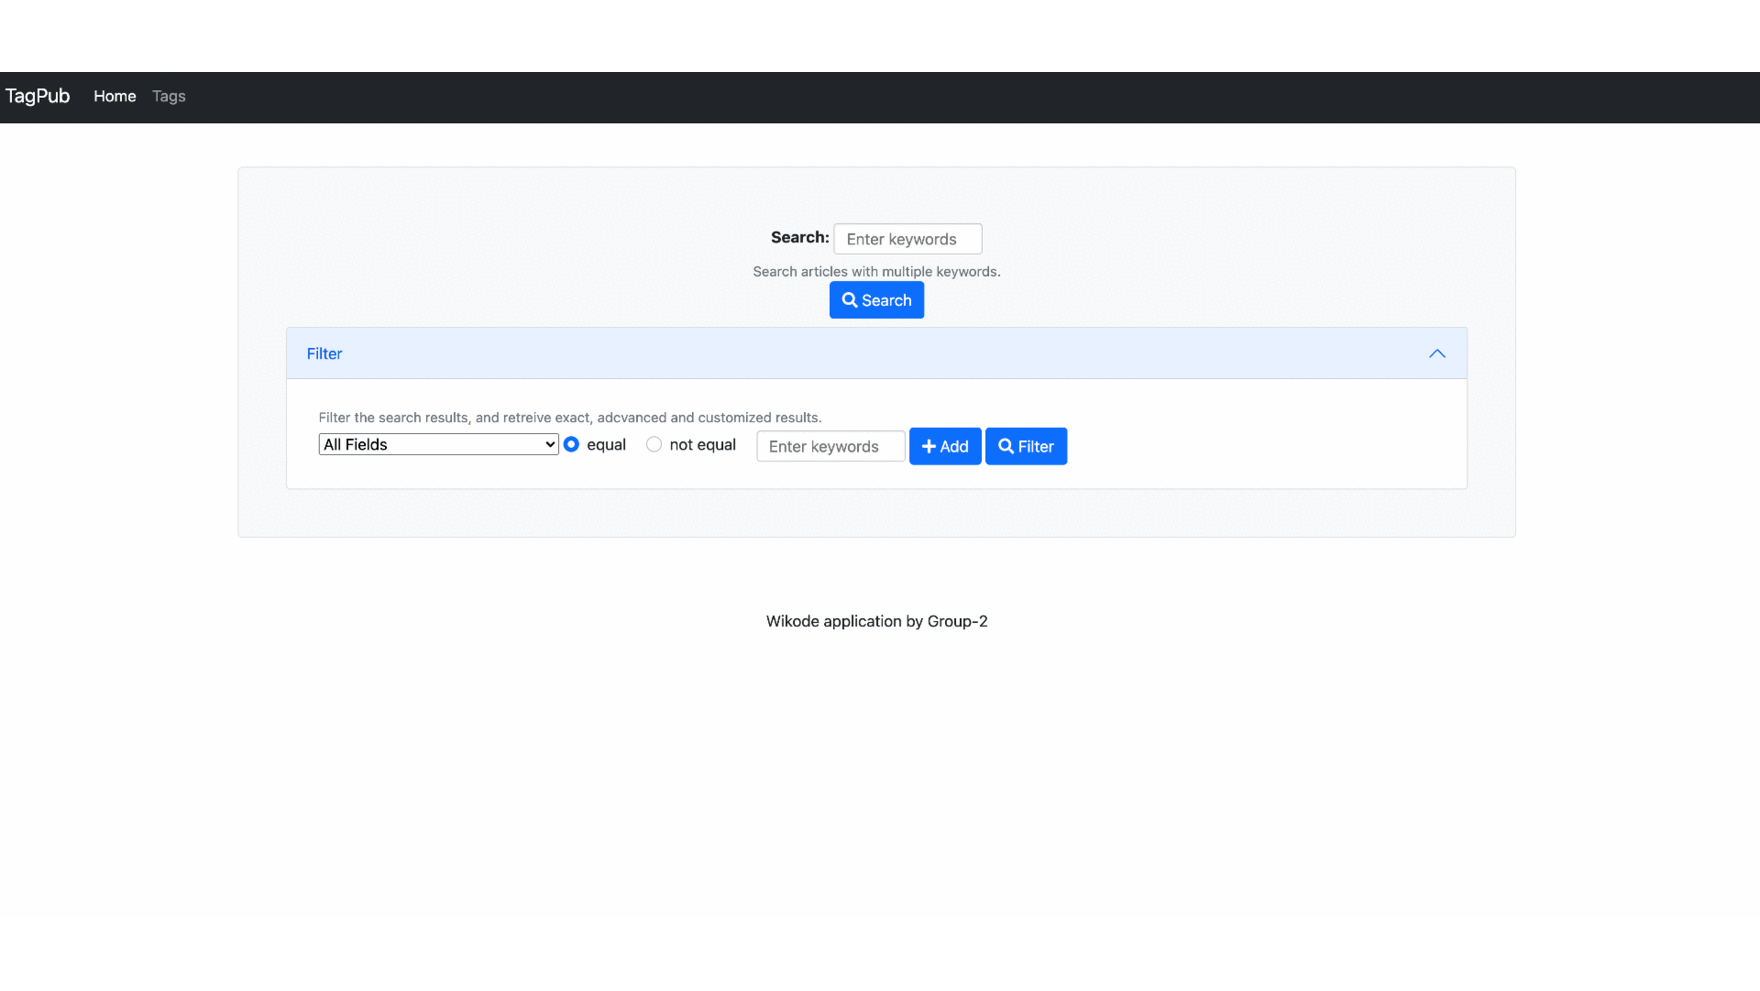 TagPub Home Tags
Search: Enter keywords
Search articles with multiple keywords.
Search
Filter
Filter the search results, and retreive exact, adcvanced and customized results.
All Fields equal not equal Enter keywords Add Filter
Wikode application by Group-2